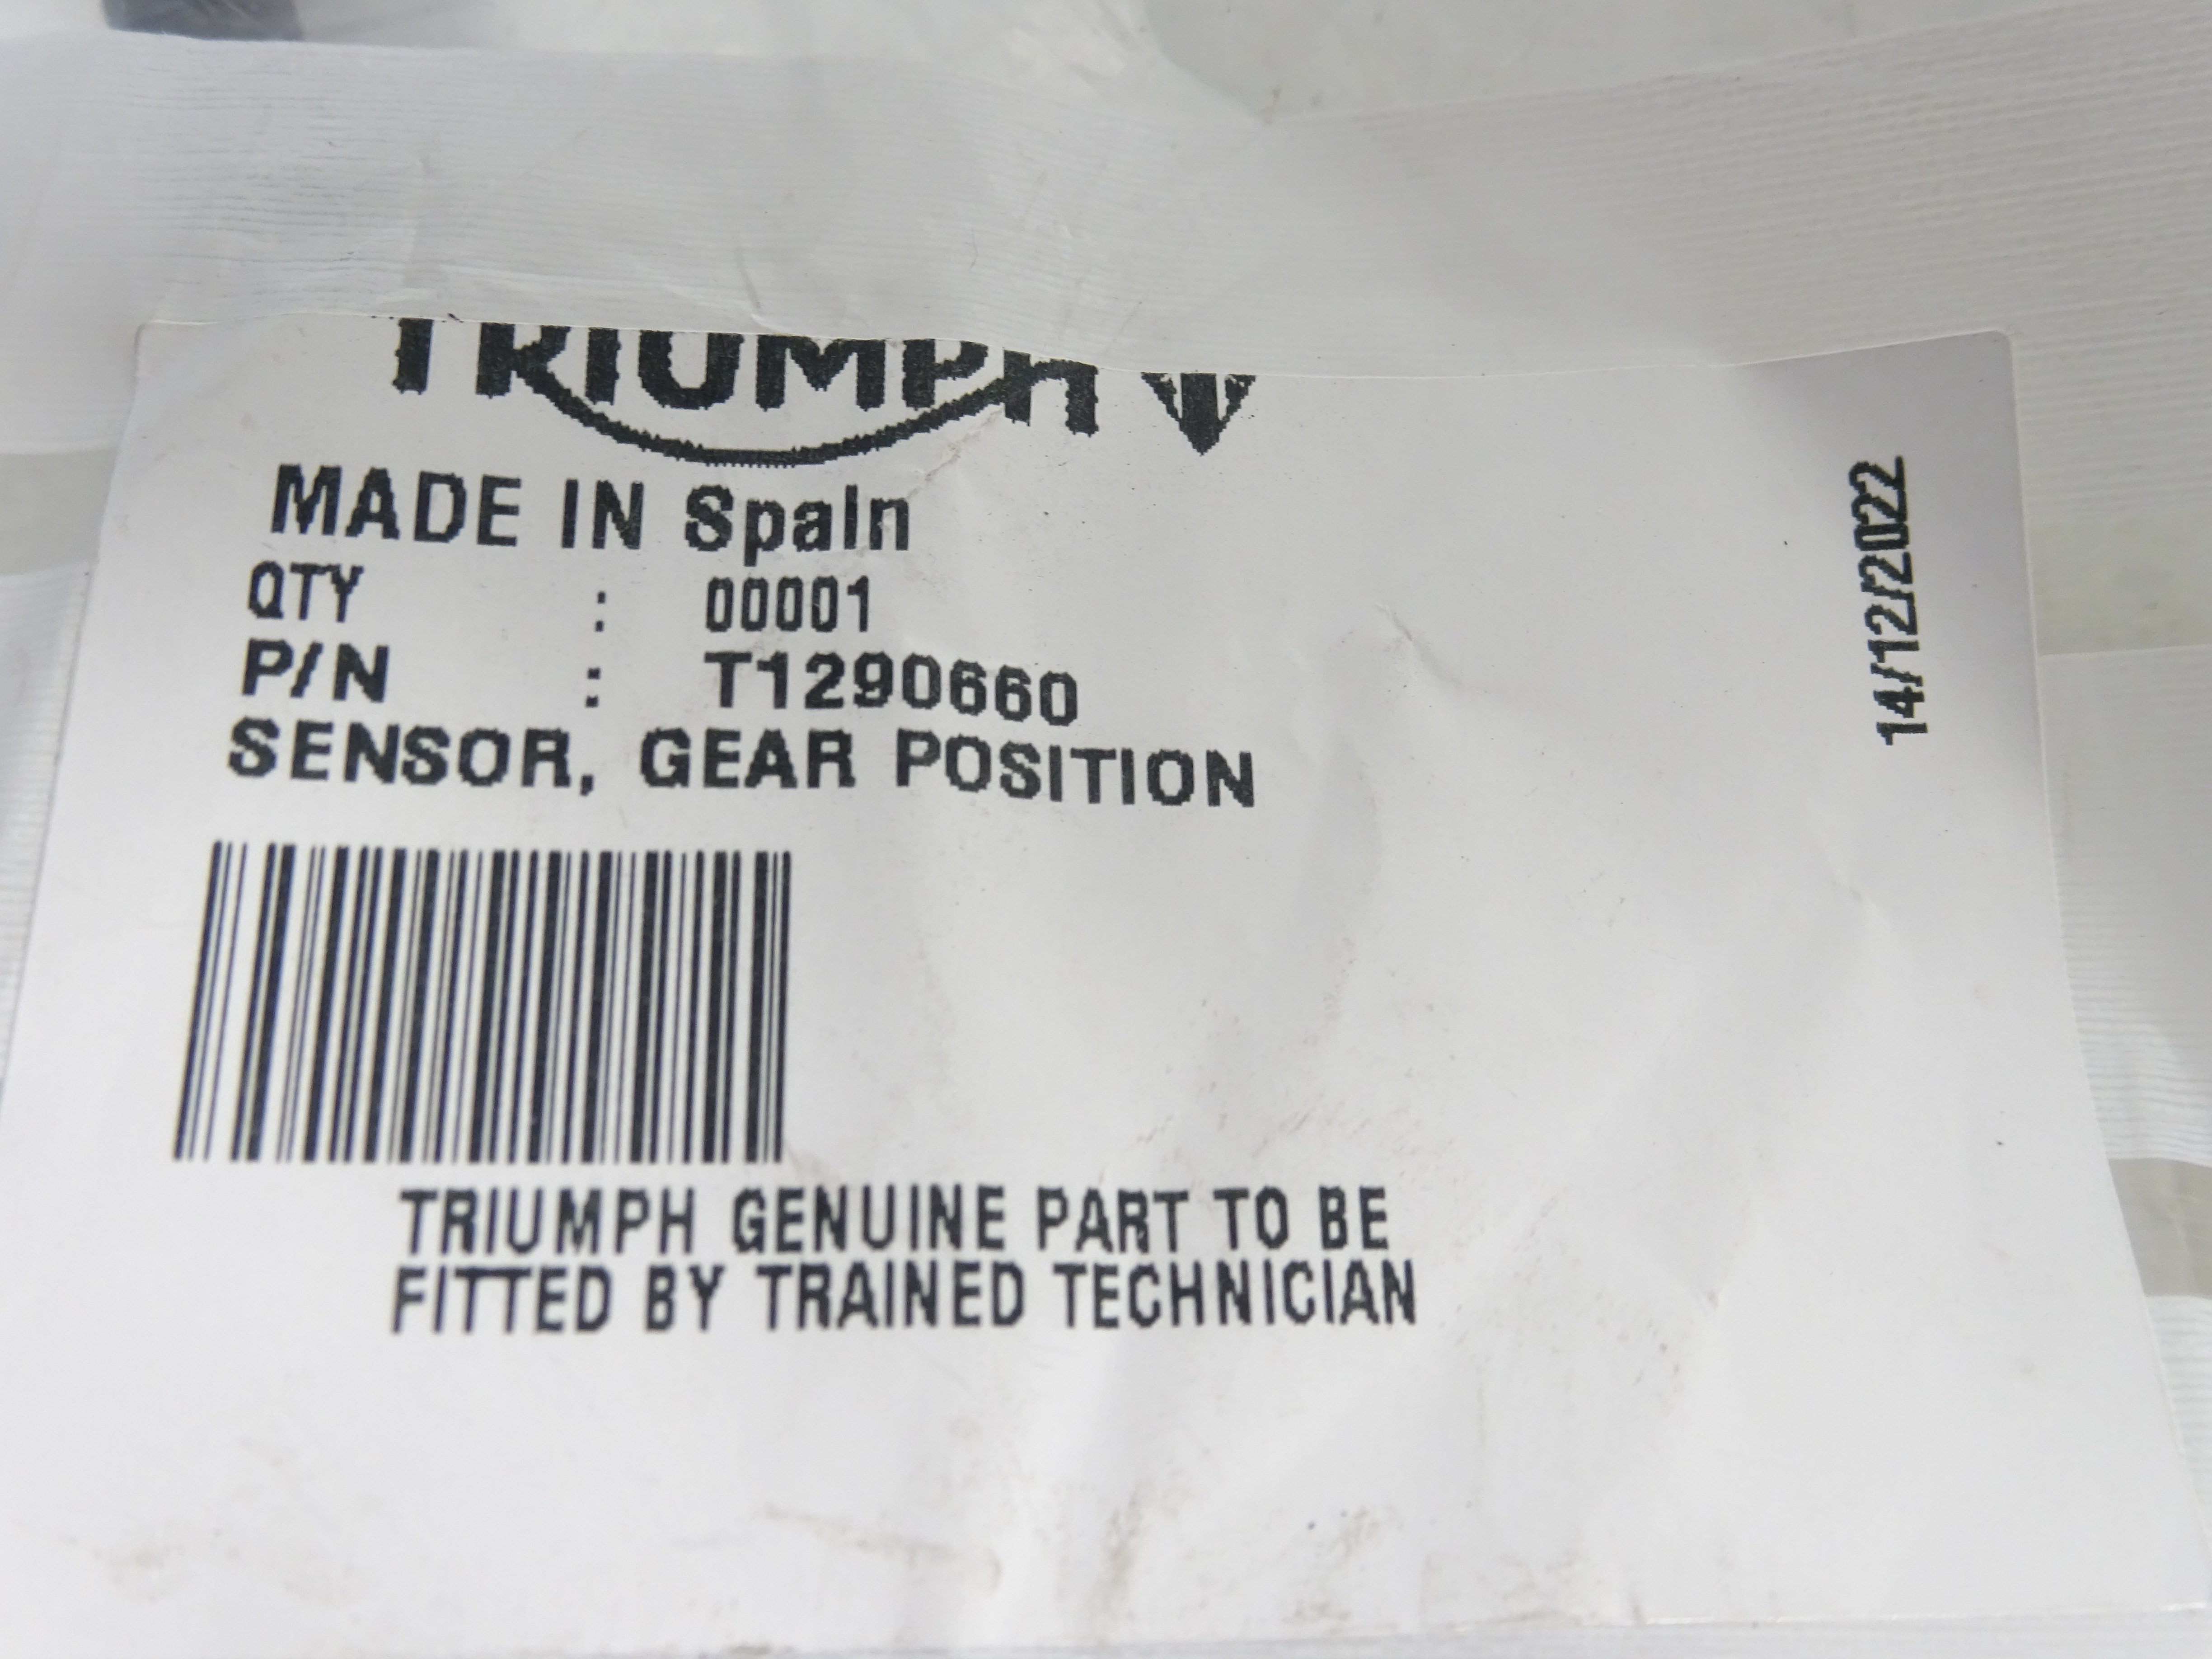 TRIUMPH
MADE IN Spain
QTY : 00001
P/N : T1290660
SENSOR, GEAR POSITION
TRIUMPH GENUINE PART TO BE
FITTED BY TRAINED TECHNICIAN
14/12/2022